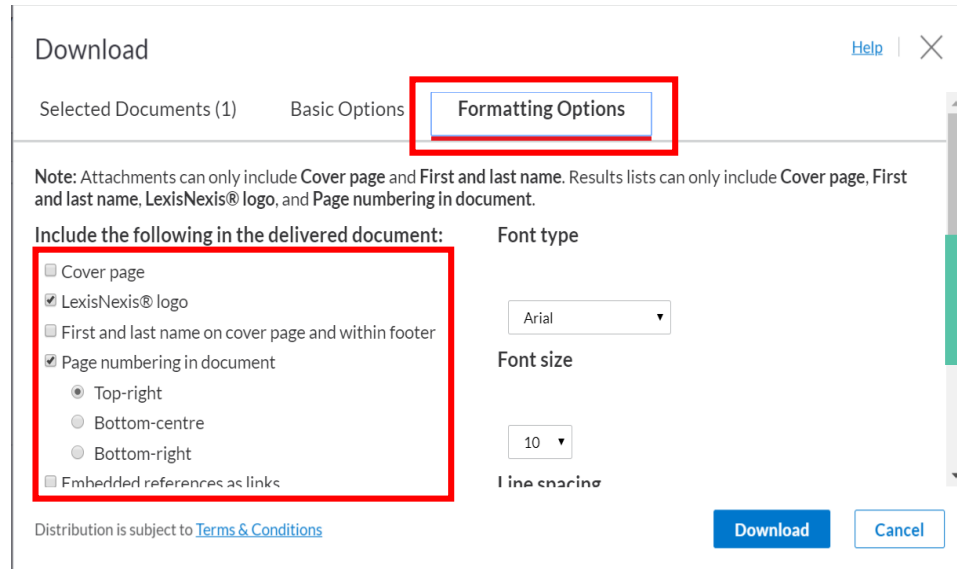 Download
Help
Selected Documents (1)
Basic Options
Formatting Options
Note: Attachments can only include Cover page and First and last name. Results lists can only include Cover page, First
and last name, LexisNexis® logo, and Page numbering in document.
Include the following in the delivered document:
Cover page
LexisNexis® logo
First and last name on cover page and within footer
Page numbering in document
Top-right
Bottom-centre
Bottom-right
Embedded references as links
Font type
Arial
Font size
10
Line spacing
Distribution is subject to Terms & Conditions
Download
Cancel